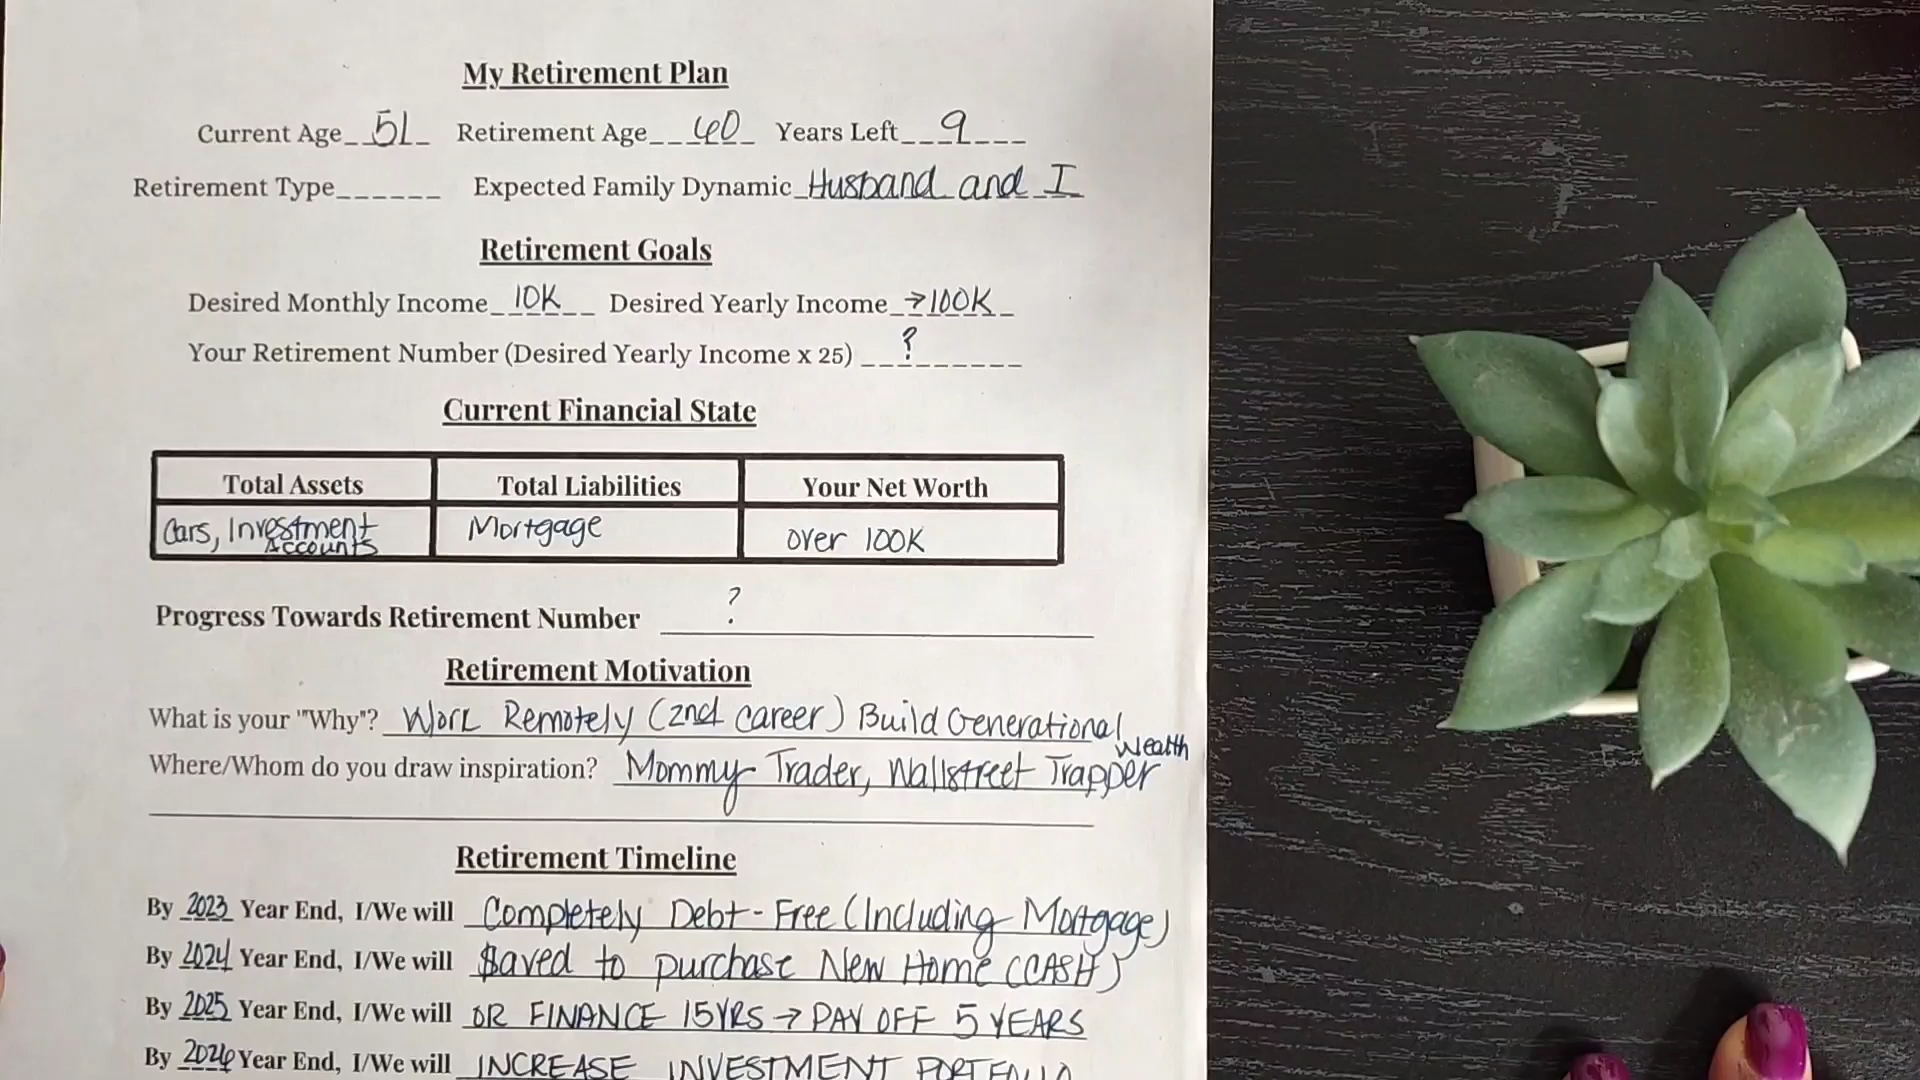 My Retirement Plan
Current Age 51 Retirement Age 60 Years Left 9
Retirement Type______ Expected Family Dynamic Husband and I
Retirement Goals
Desired Monthly Income 10K Desired Yearly Income →100K
Your Retirement Number (Desired Yearly Income x 25) ?
Current Financial State
Total Assets Total Liabilities Your Net Worth
Cars, Investment Accounts Mortgage over 100K
Progress Towards Retirement Number ?
Retirement Motivation
What is your "Why"? Work Remotely (2nd career) Build Generational Wealth
Where/Whom do you draw inspiration? Mommy Trader, Wallstreet Trapper
Retirement Timeline
By 2023 Year End, I/We will Completely Debt-Free (Including Mortgage)
By 2024 Year End, I/We will $aved to purchase New Home (CASH)
By 2025 Year End, I/We will OR FINANCE 15YRS → PAY OFF 5 YEARS
By 2026 Year End, I/We will INCREASE INVESTMENT PORTFOLIO